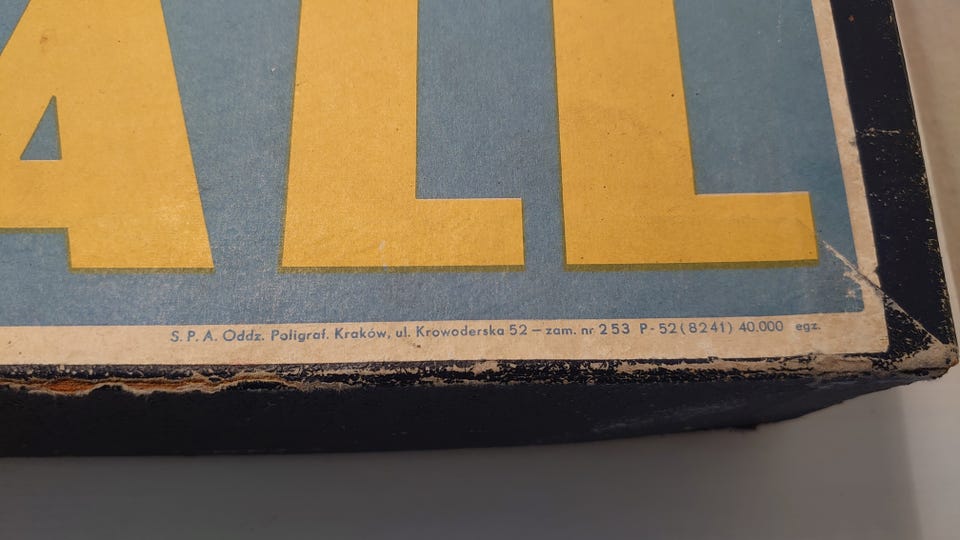 ALL
S. P. A. Oddz. Poligraf. Kraków, ul. Krowoderska 52 – zam. nr 253 P - 52 (8241) 40.000 egz.